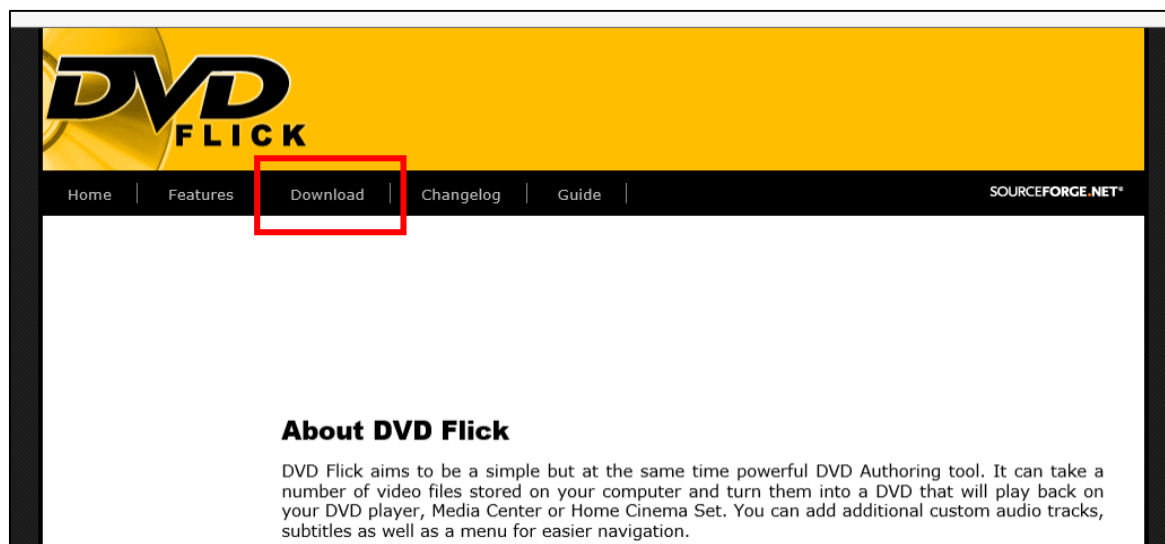 DVD
FLICK
Home Features Download Changelog Guide SOURCEFORGE.NET®
About DVD Flick
DVD Flick aims to be a simple but at the same time powerful DVD Authoring tool. It can take a
number of video files stored on your computer and turn them into a DVD that will play back on
your DVD player, Media Center or Home Cinema Set. You can add additional custom audio tracks,
subtitles as well as a menu for easier navigation.